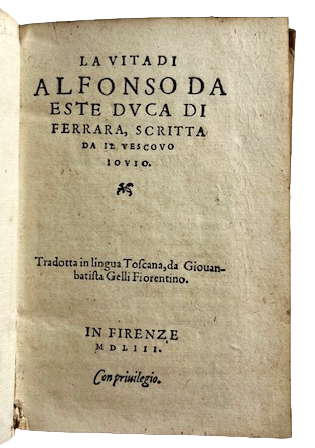 LA VITA DI
ALFONSO DA
ESTE DVCA DI
FERRARA, SCRITTA
DA IL VESCOVO
IOVIO.
Tradotta in lingua Toscana, da Giouan-
batista Gelli Fiorentino.
IN FIRENZE
MDLIII.
Con priuilegio.